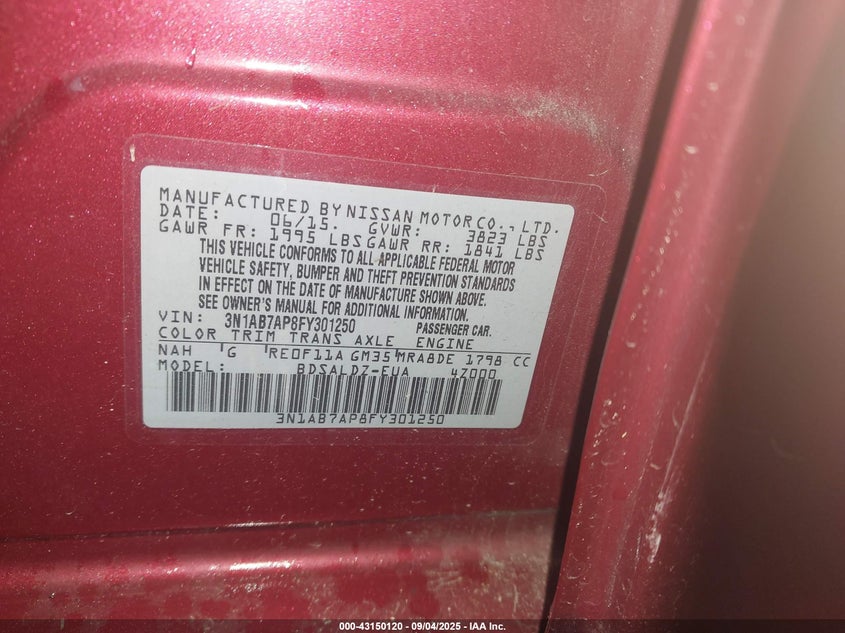 MANUFACTURED BY NISSAN MOTOR CO., LTD.
DATE: 06/15. GVWR: 3823 LBS
GAWR FR: 1995 LBS GAWR RR: 1841 LBS
THIS VEHICLE CONFORMS TO ALL APPLICABLE FEDERAL MOTOR
VEHICLE SAFETY, BUMPER AND THEFT PREVENTION STANDARDS
IN EFFECT ON THE DATE OF MANUFACTURE SHOWN ABOVE.
SEE OWNER'S MANUAL FOR ADDITIONAL INFORMATION.
VIN: 3N1AB7AP8FY301250 PASSENGER CAR.
COLOR TRIM TRANS AXLE ENGINE
NAH G RE0F11A GM35 MRA8DE 1798 CC
MODEL: BDSALDZ-EUA 47000
3N1AB7AP8FY301250
000-43150120 - 09/04/2025 - IAA Inc.